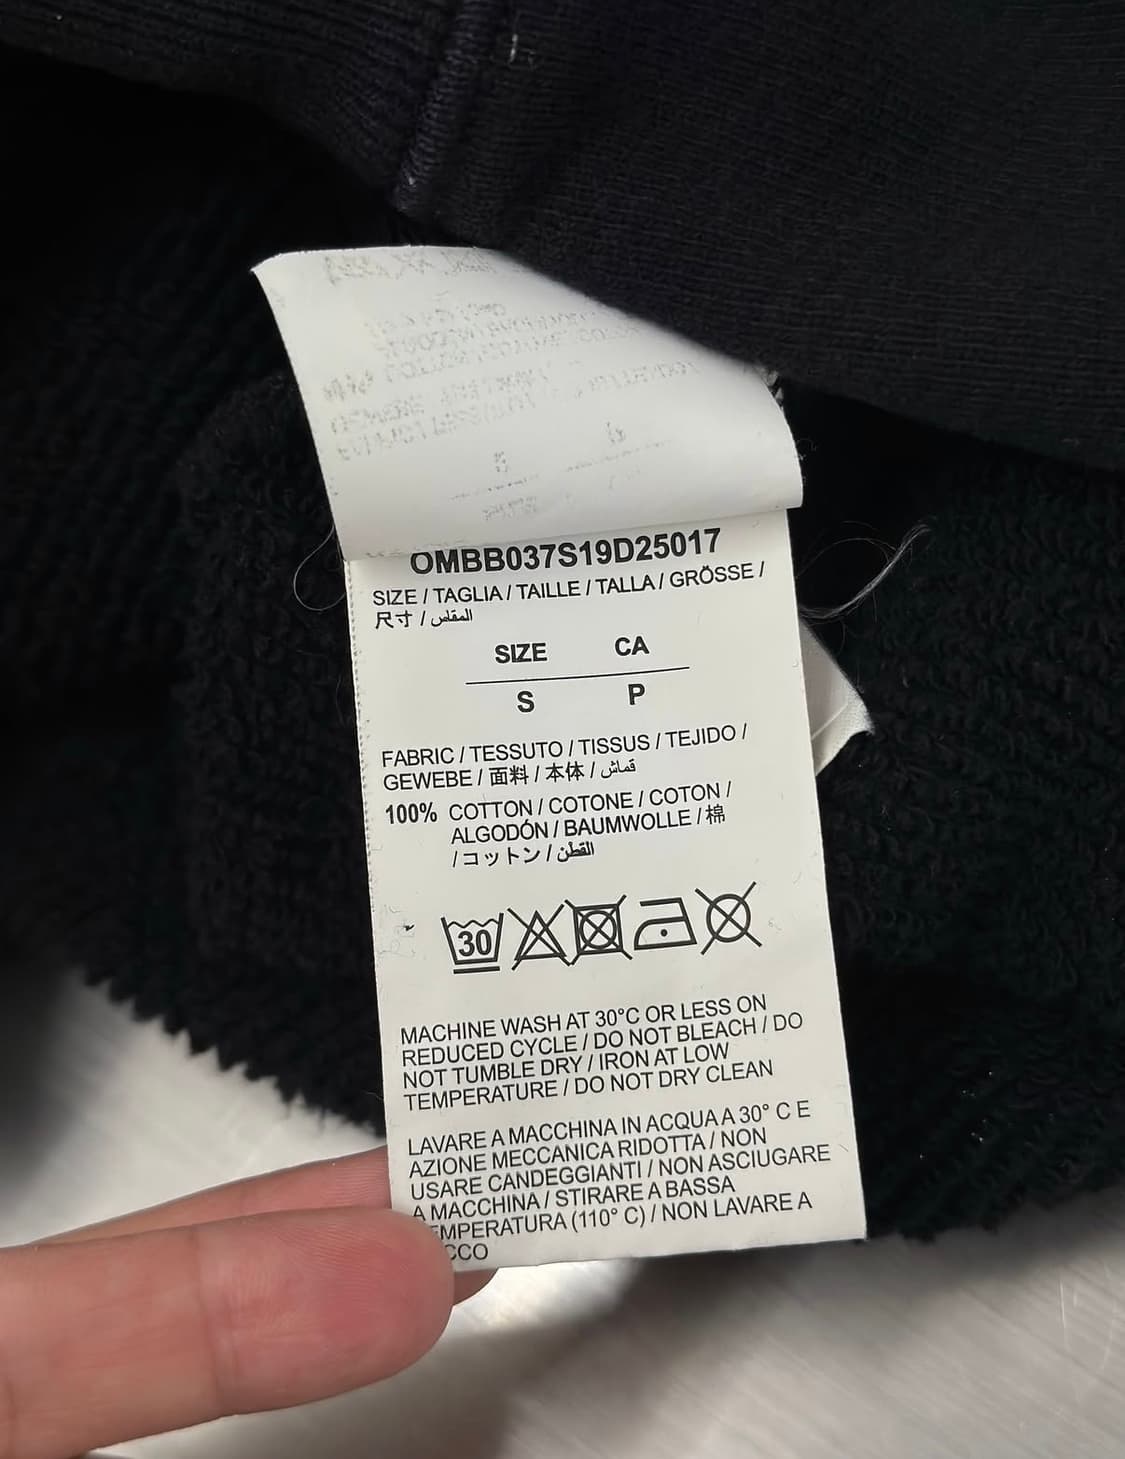 OMBB037S19D25017
SIZE / TAGLIA / TAILLE / TALLA / GRÖSSE /
尺寸 / المقاس
SIZE CA
S P
FABRIC / TESSUTO / TISSUS / TEJIDO /
GEWEBE / 面料 / 本体 / قماش
100% COTTON / COTONE / COTON /
ALGODÓN / BAUMWOLLE / 棉
/ コットン / القطن
30
MACHINE WASH AT 30°C OR LESS ON
REDUCED CYCLE / DO NOT BLEACH / DO
NOT TUMBLE DRY / IRON AT LOW
TEMPERATURE / DO NOT DRY CLEAN
LAVARE A MACCHINA IN ACQUA A 30° C E
AZIONE MECCANICA RIDOTTA / NON
USARE CANDEGGIANTI / NON ASCIUGARE
A MACCHINA / STIRARE A BASSA
EMPERATURA (110° C) / NON LAVARE A
CCO